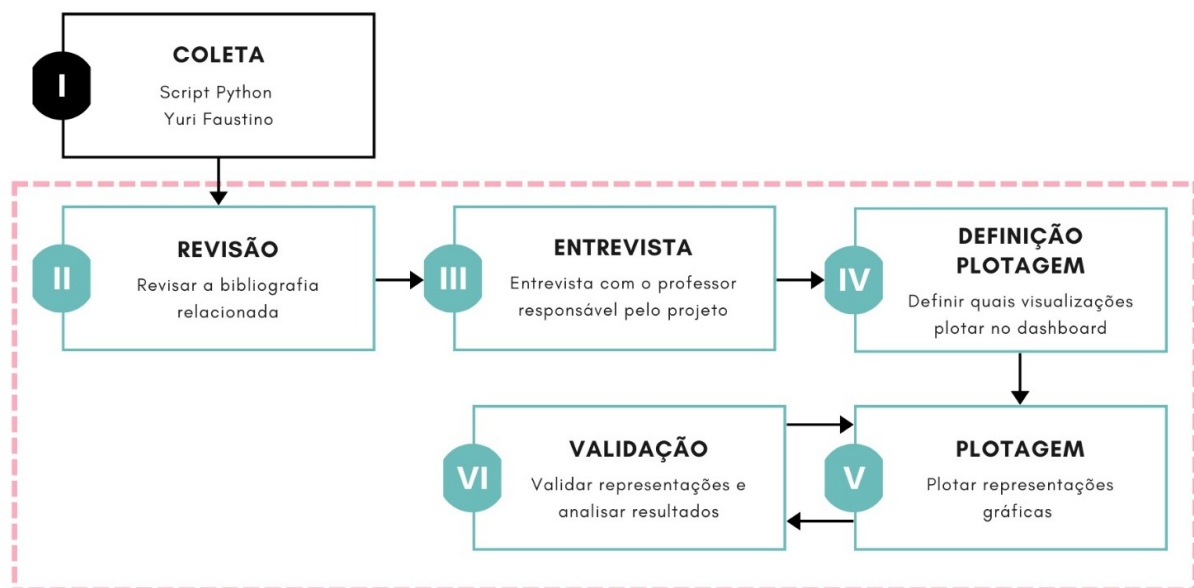 I
COLETA
Script Python
Yuri Faustino
II
REVISÃO
Revisar a bibliografia
relacionada
III
ENTREVISTA
Entrevista com o professor
responsável pelo projeto
IV
DEFINIÇÃO
PLOTAGEM
Definir quais visualizações
plotar no dashboard
V
PLOTAGEM
Plotar representações
gráficas
VI
VALIDAÇÃO
Validar representações e
analisar resultados